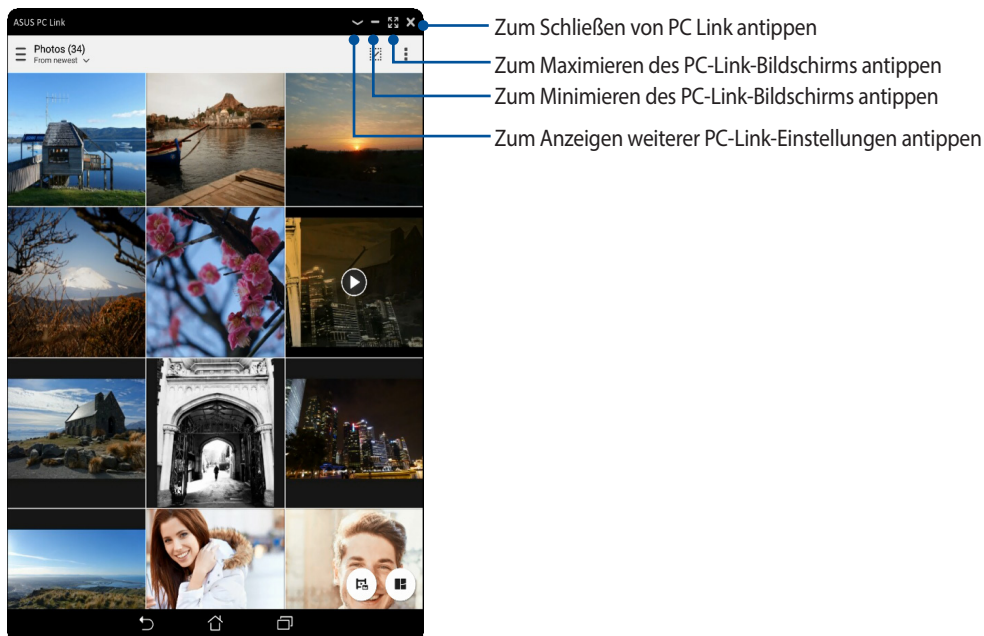 ASUS PC Link
Photos (34)
From newest
Zum Schließen von PC Link antippen
Zum Maximieren des PC-Link-Bildschirms antippen
Zum Minimieren des PC-Link-Bildschirms antippen
Zum Anzeigen weiterer PC-Link-Einstellungen antippen